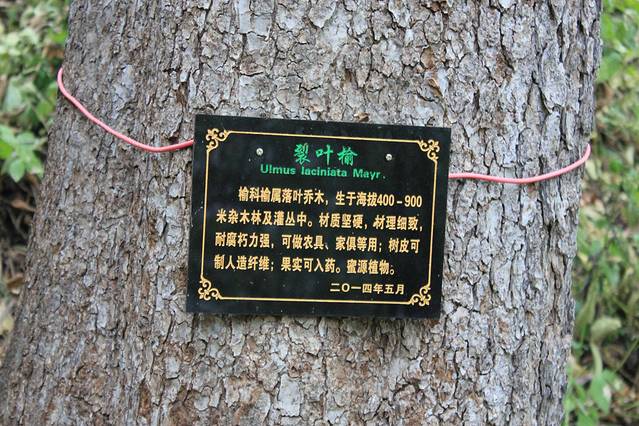 裂叶榆
Ulmus laciniata Mayr.
榆科榆属落叶乔木，生于海拔400－900
米杂木林及灌丛中。材质坚硬，材理细致，
耐腐朽力强，可做农具、家俱等用；树皮可
制人造纤维；果实可入药。蜜源植物。
二〇一四年五月